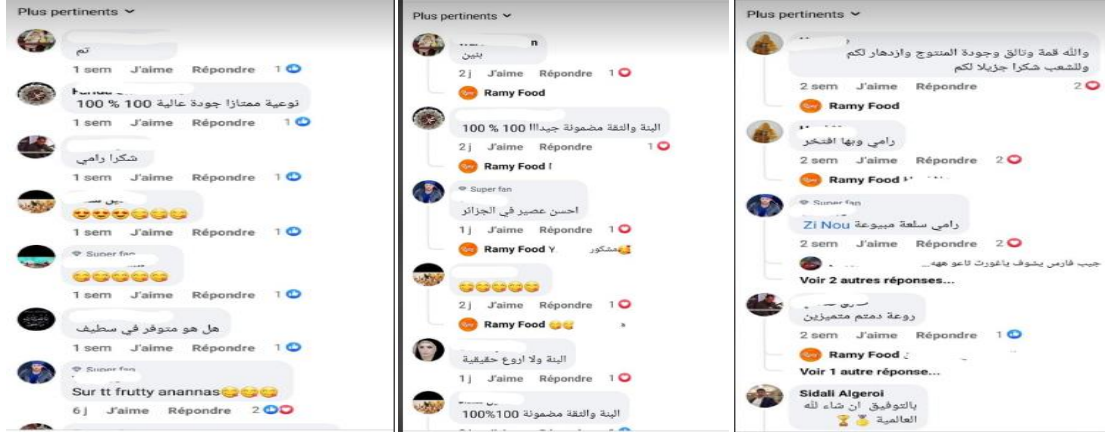 Plus pertinents
تم
1 sem J'aime Répondre 1
نوعية ممتازا جودة عالية 100 % 100
1 sem J'aime Répondre 1
شكرا رامي
1 sem J'aime Répondre 1
😍😍😍😋😋😋
1 sem J'aime Répondre 1
Super fan
😋😋😋😋😋
1 sem J'aime Répondre 1
هل هو متوفر في سطيف
1 sem J'aime Répondre 1
Super fan
Sur tt frutty anannas😋😋😋
6 j J'aime Répondre 2
Plus pertinents
بنين
2 j J'aime Répondre 1
Ramy Food
البنة والثقة مضمونة جيدااا 100 % 100
2 j J'aime Répondre 1
Ramy Food
Super fan
احسن عصير في الجزائر
1 j J'aime Répondre 1
Ramy Food مشكور
😋😋😋😋😋
2 j J'aime Répondre 1
Ramy Food 😋😋
البنة ولا اروع حقيقية
1 j J'aime Répondre 1
البنة والثقة مضمونة 100%100
Plus pertinents
والله قمة وتالق وجودة المنتوج وازدهار لكم
وللشعب شكرا جزيلا لكم
2 sem J'aime Répondre 2
Ramy Food
رامي وبها افتخر
2 sem J'aime Répondre 2
Ramy Food
Super fan
رامي سلعة مبيوعة Zi Nou
2 sem J'aime Répondre 2
جيب فارس يشوف ياغورت تاعو ههه...
Voir 2 autres réponses...
روعة دمتم متميزين
2 sem J'aime Répondre 1
Ramy Food
Voir 1 autre réponse...
Sidali Algeroi
بالتوفيق ان شاء لله
العالمية 🏅🏆